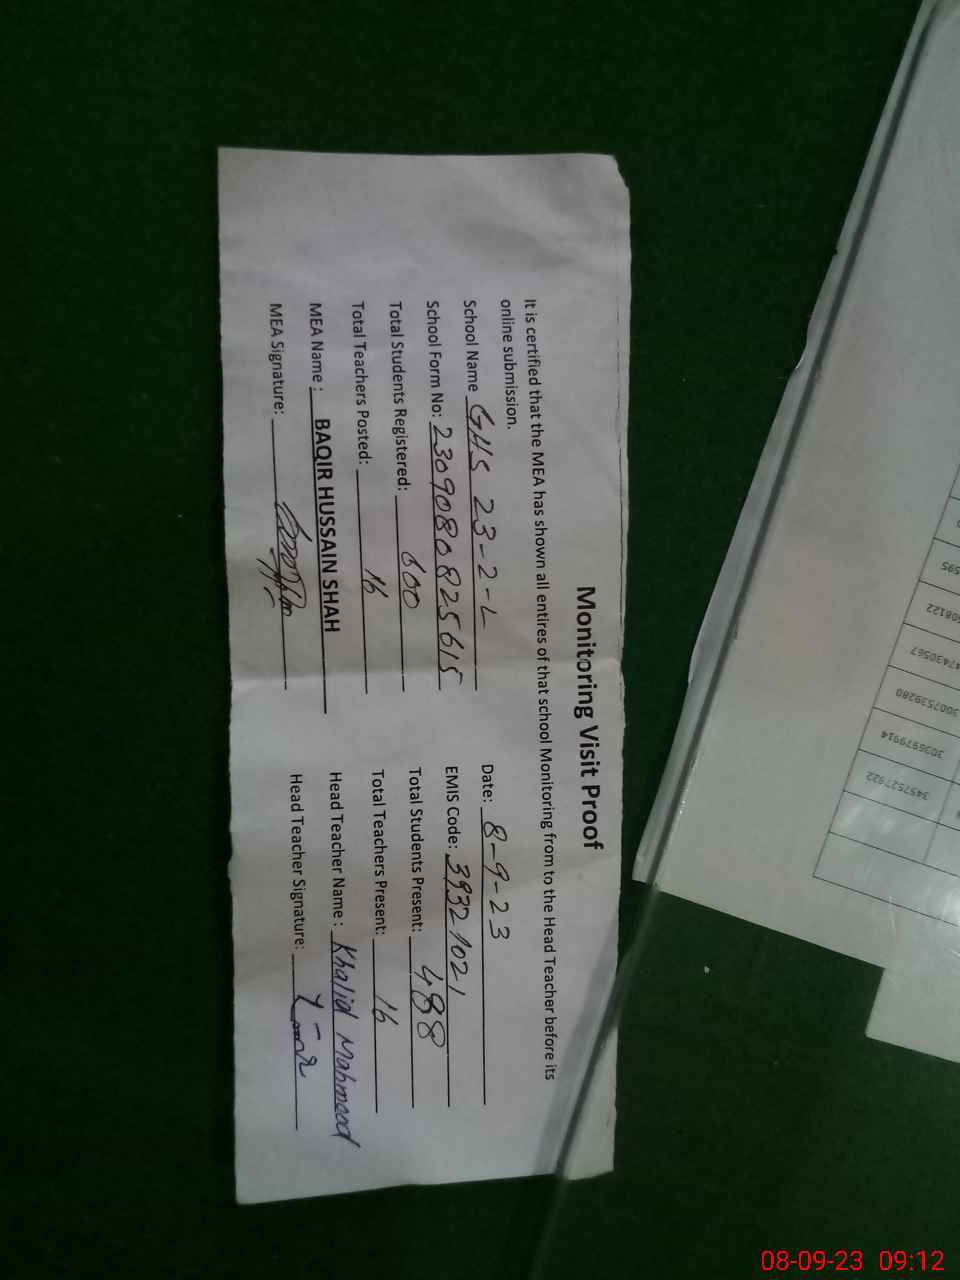 Monitoring Visit Proof
It is certified that the MEA has shown all entires of that school Monitoring from to the Head Teacher before its
online submission.
School Name GHS 23-2-L Date: 8-9-23
School Form No: 2309080825615 EMIS Code: 39321021
Total Students Registered: 600 Total Students Present: 488
Total Teachers Posted: 16 Total Teachers Present: 16
MEA Name: BAQIR HUSSAIN SHAH Head Teacher Name: Khalid Mahmood
MEA Signature: Head Teacher Signature:
3007539280
3036979914
3457527922
08-09-23 09:12